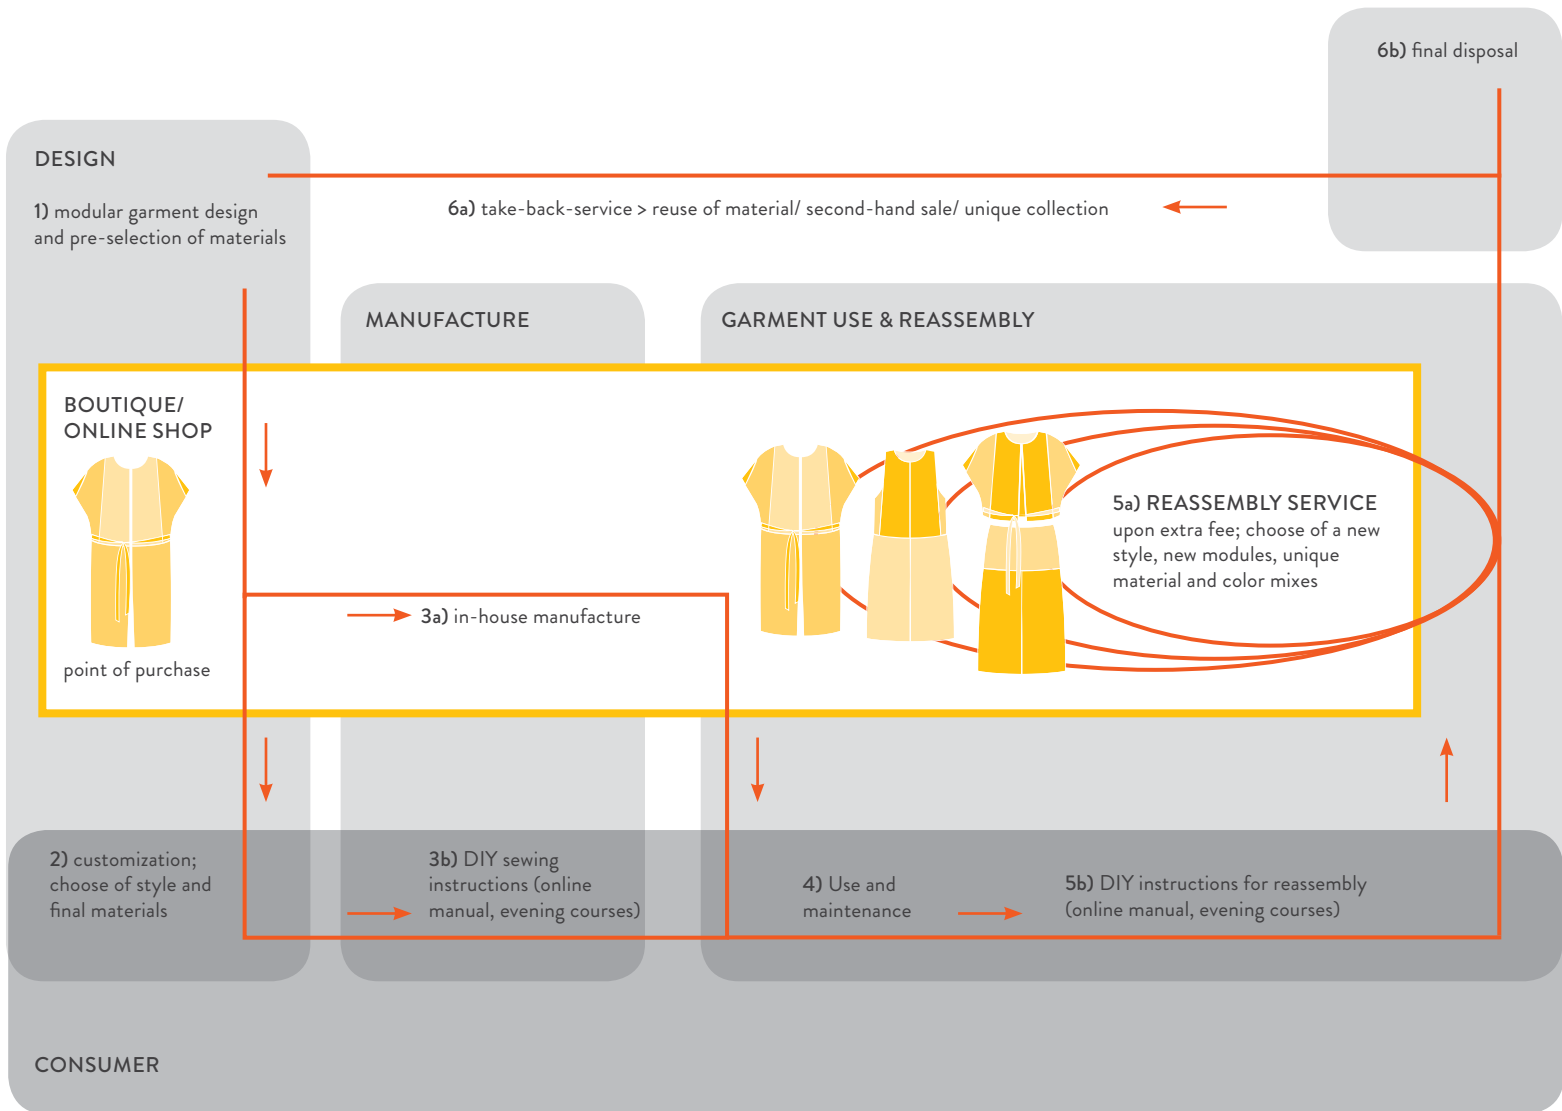 6b) final disposal
DESIGN
1) modular garment design
and pre-selection of materials
6a) take-back-service > reuse of material/ second-hand sale/ unique collection
MANUFACTURE
GARMENT USE & REASSEMBLY
BOUTIQUE/
ONLINE SHOP
point of purchase
3a) in-house manufacture
5a) REASSEMBLY SERVICE
upon extra fee; choose of a new
style, new modules, unique
material and color mixes
2) customization;
choose of style and
final materials
3b) DIY sewing
instructions (online
manual, evening courses)
4) Use and
maintenance
5b) DIY instructions for reassembly
(online manual, evening courses)
CONSUMER